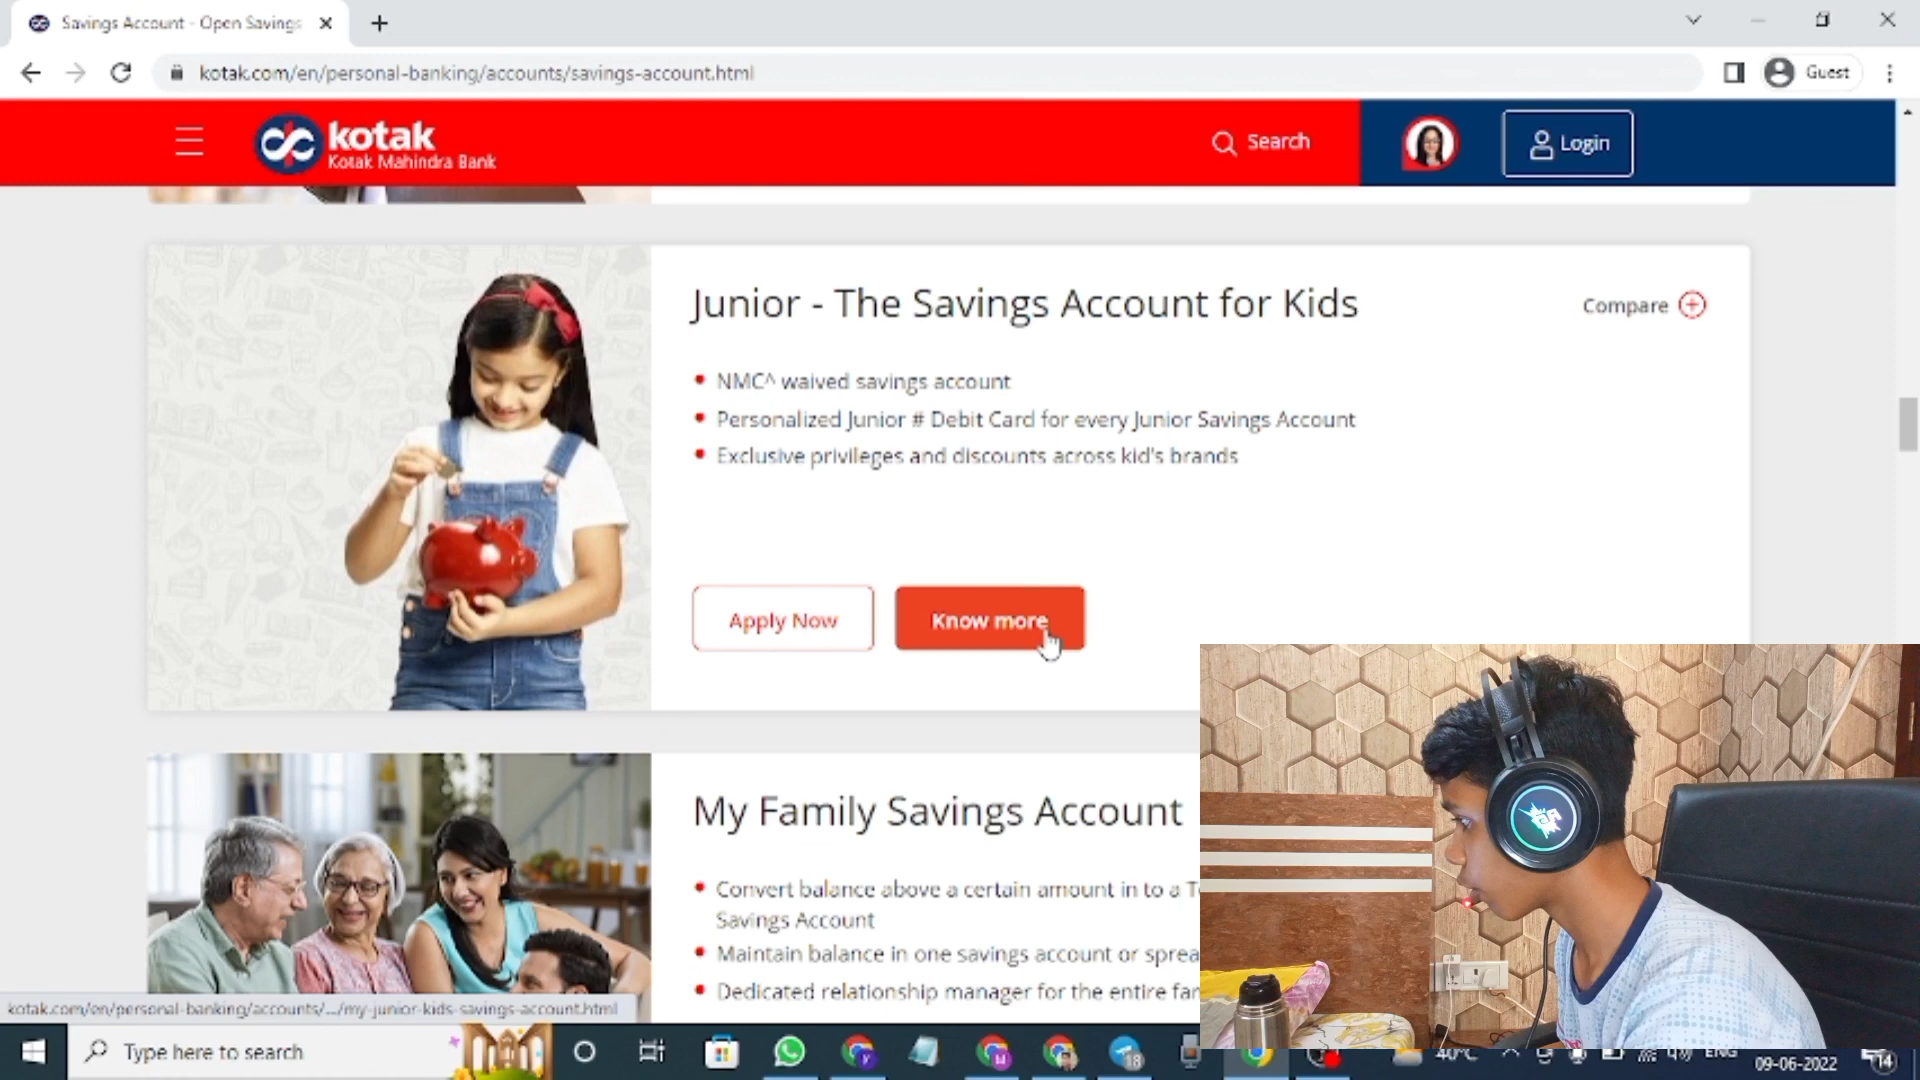 Savings Account - Open Savings
kotak.com/en/personal-banking/accounts/savings-account.html
Guest
kotak
Kotak Mahindra Bank
Search
Login
Junior - The Savings Account for Kids
Compare
NMC^ waived savings account
Personalized Junior # Debit Card for every Junior Savings Account
Exclusive privileges and discounts across kid's brands
Apply Now
Know more
My Family Savings Account
Convert balance above a certain amount in to a T
Savings Account
Maintain balance in one savings account or sprea
Dedicated relationship manager for the entire fam
kotak.com/en/personal-banking/accounts/.../my-junior-kids-savings-account.html
Type here to search
18
40°C
ENG
09-06-2022
14